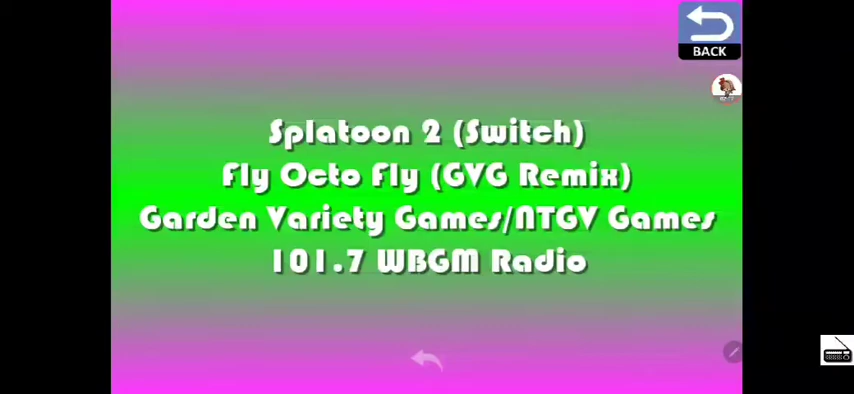 BACK
Splatoon 2 (Switch)
Fly Octo Fly (GVG Remix)
Garden Variety Games/NTGV Games
101.7 WBGM Radio